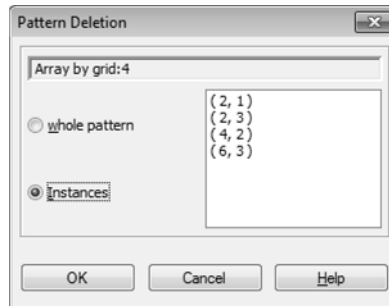 Pattern Deletion
Array by grid:4
whole pattern
(2, 1)
(2, 3)
(4, 2)
(6, 3)
Instances
OK
Cancel
Help